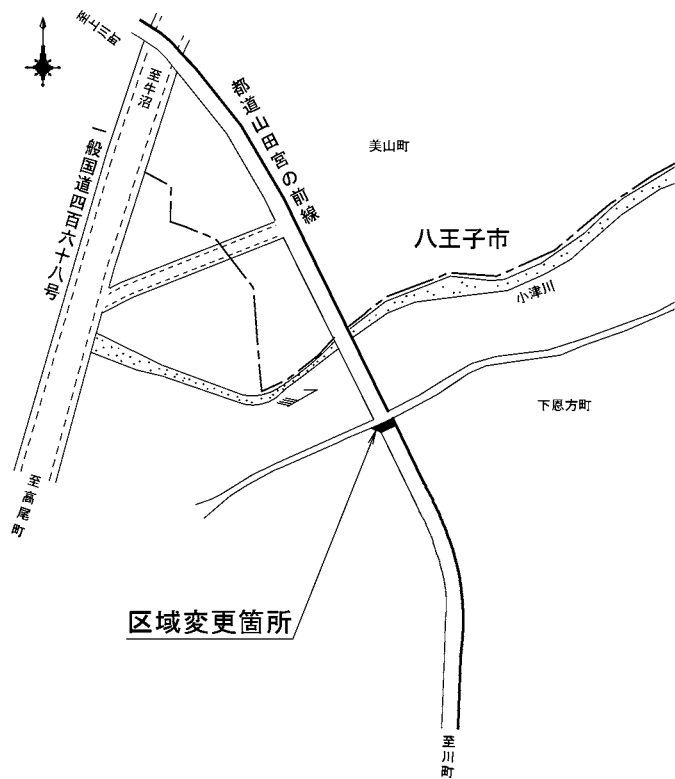 至上川町
至牛沼
都道山田宮の前線
一般国道四百六十八号
美山町
八王子市
小津川
下恩方町
至高尾町
区域変更箇所
至川町